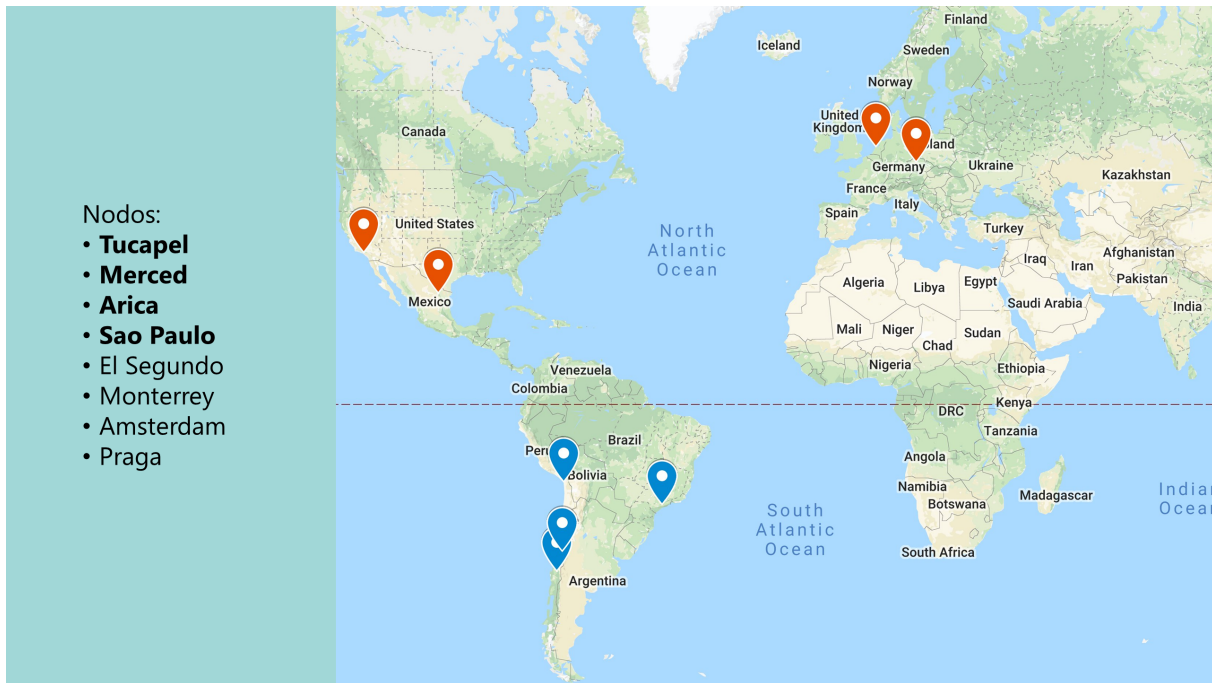 Nodos:
• Tucapel
• Merced
• Arica
• Sao Paulo
• El Segundo
• Monterrey
• Amsterdam
• Praga
Finland
Iceland
Sweden
Norway
United
Kingdom
Canada
land
Germany
Ukraine
Kazakhstan
France
Italy
Spain
United States
Turkey
North
Atlantic
Ocean
Afghanistan
Iraq
Iran
Pakistan
Algeria
Libya
Egypt
Saudi Arabia
India
Mexico
Mali
Niger
Sudan
Chad
Nigeria
Ethiopia
Venezuela
Colombia
DRC
Kenya
Tanzania
Brazil
Peru
Angola
Bolivia
Namibia
Botswana
Madagascar
Indian
Ocean
South
Atlantic
Ocean
South Africa
Argentina